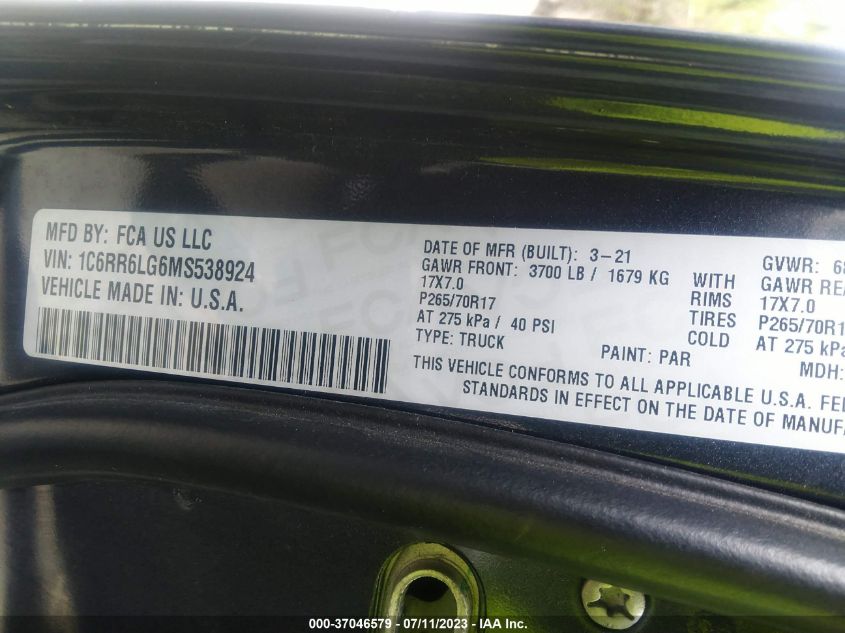 MFD BY: FCA US LLC
VIN: 1C6RR6LG6MS538924
VEHICLE MADE IN: U.S.A.
DATE OF MFR (BUILT): 3-21
GAWR FRONT: 3700 LB / 1679 KG WITH
17X7.0 RIMS
P265/70R17 TIRES
AT 275 kPa / 40 PSI COLD
TYPE: TRUCK PAINT: PAR
GVWR: 68
GAWR RE
17X7.0
P265/70R1
AT 275 kPa
MDH:
THIS VEHICLE CONFORMS TO ALL APPLICABLE U.S.A. FE
STANDARDS IN EFFECT ON THE DATE OF MANUF
000-37046579 - 07/11/2023 - IAA Inc.